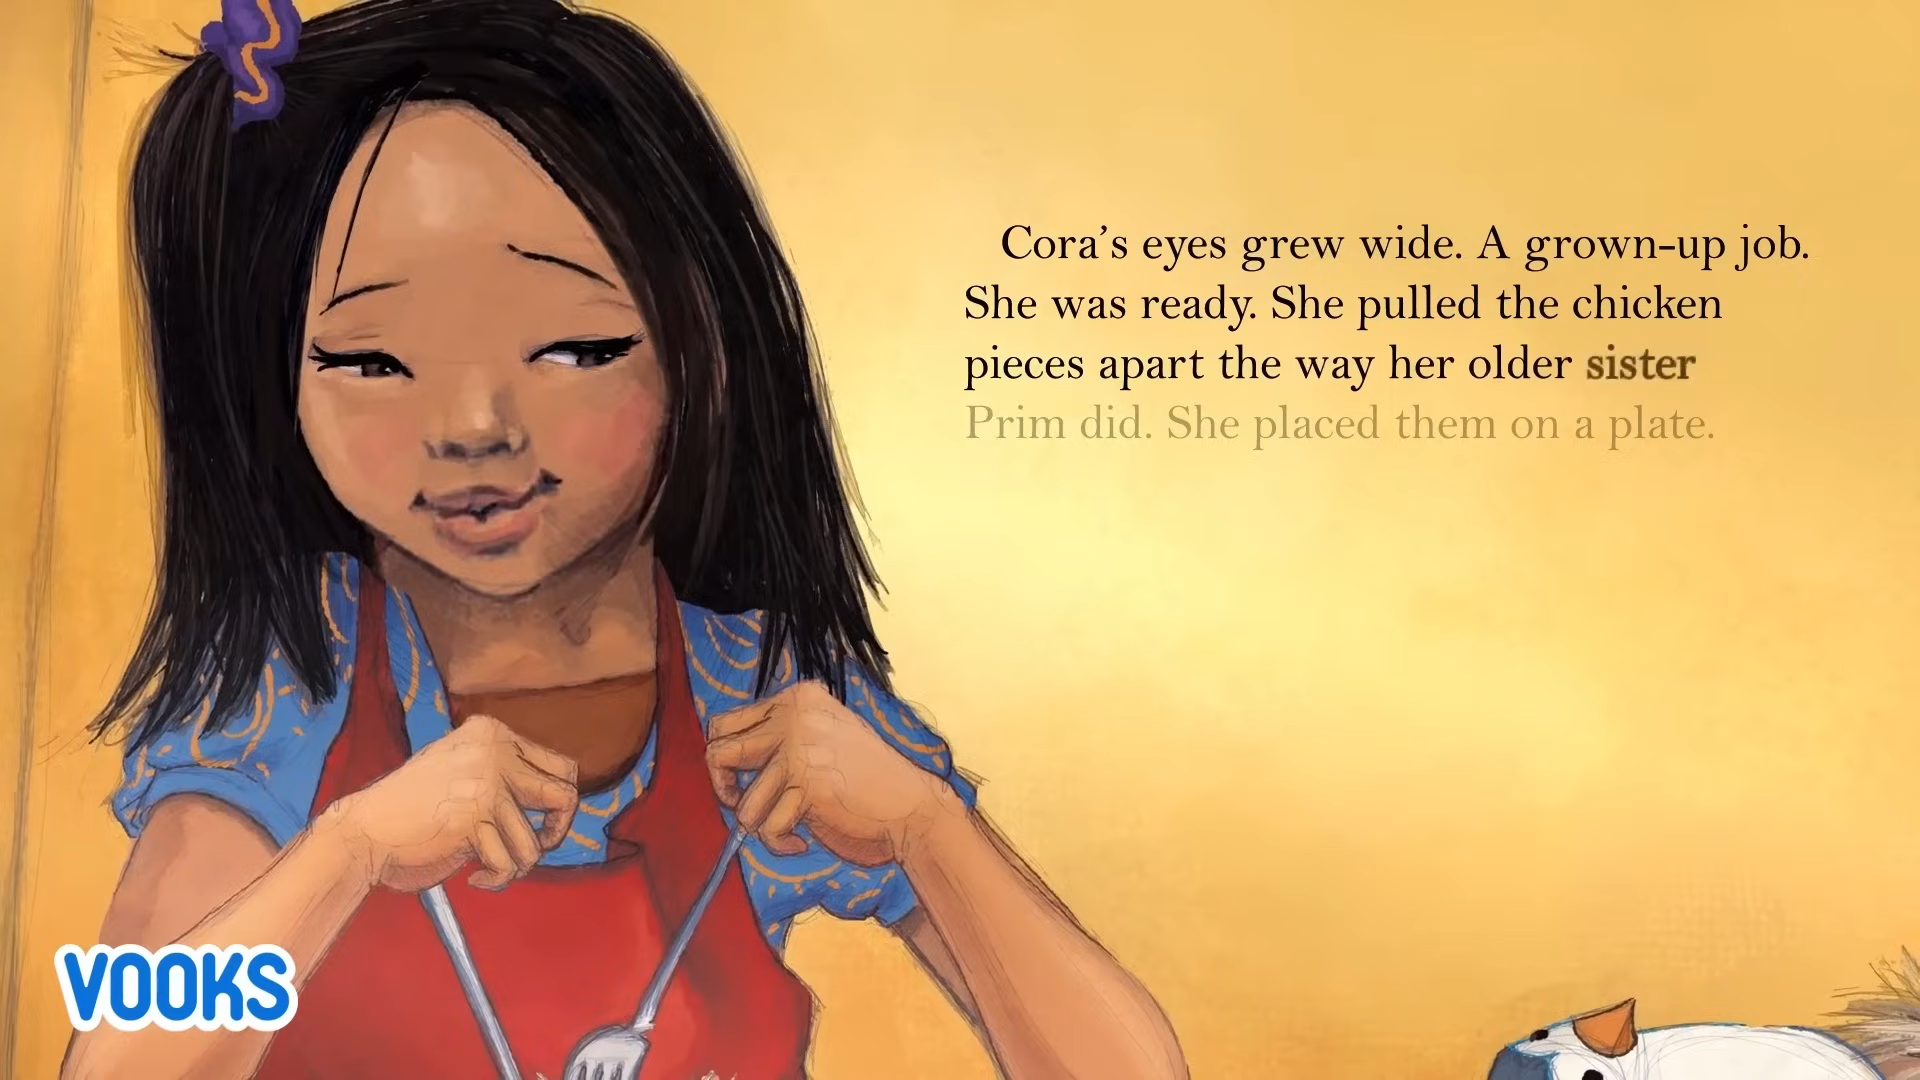 Cora’s eyes grew wide. A grown-up job.
She was ready. She pulled the chicken
pieces apart the way her older sister
Prim did. She placed them on a plate.
VOOKS